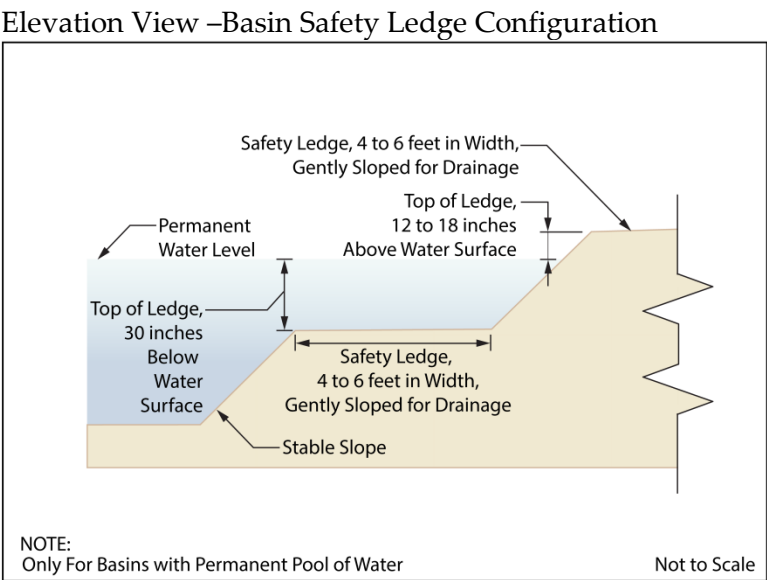 Elevation View –Basin Safety Ledge Configuration
Safety Ledge, 4 to 6 feet in Width,
Gently Sloped for Drainage
Top of Ledge,
12 to 18 inches
Above Water Surface
Permanent
Water Level
Top of Ledge,
30 inches
Below
Water
Surface
Safety Ledge,
4 to 6 feet in Width,
Gently Sloped for Drainage
Stable Slope
NOTE:
Only For Basins with Permanent Pool of Water
Not to Scale